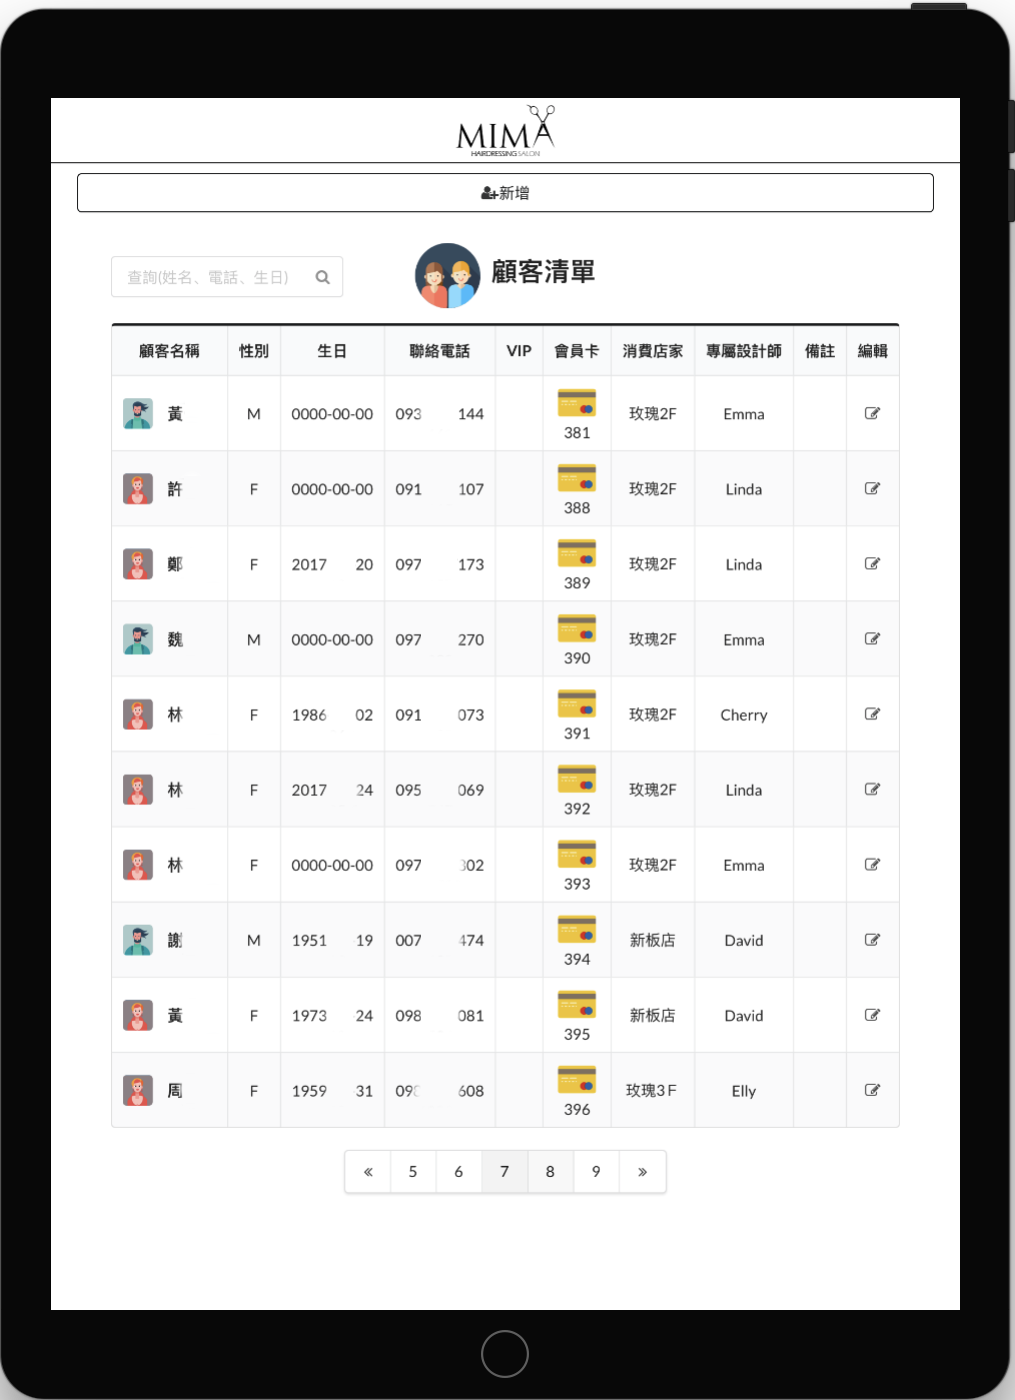 MIMA
HAIRDRESSING SALON
新增
查詢(姓名、電話、生日)
顧客清單
顧客名稱 性別 生日 聯絡電話 VIP 會員卡 消費店家 專屬設計師 備註 編輯
黃 M 0000-00-00 093 144 381 玫瑰2F Emma
許 F 0000-00-00 091 107 388 玫瑰2F Linda
鄭 F 2017 20 097 173 389 玫瑰2F Linda
魏 M 0000-00-00 097 270 390 玫瑰2F Emma
林 F 1986 02 091 073 391 玫瑰2F Cherry
林 F 2017 24 095 069 392 玫瑰2F Linda
林 F 0000-00-00 097 302 393 玫瑰2F Emma
謝 M 1951 19 007 474 394 新板店 David
黃 F 1973 24 098 081 395 新板店 David
周 F 1959 31 098 608 396 玫瑰3F Elly
« 5 6 7 8 9 »